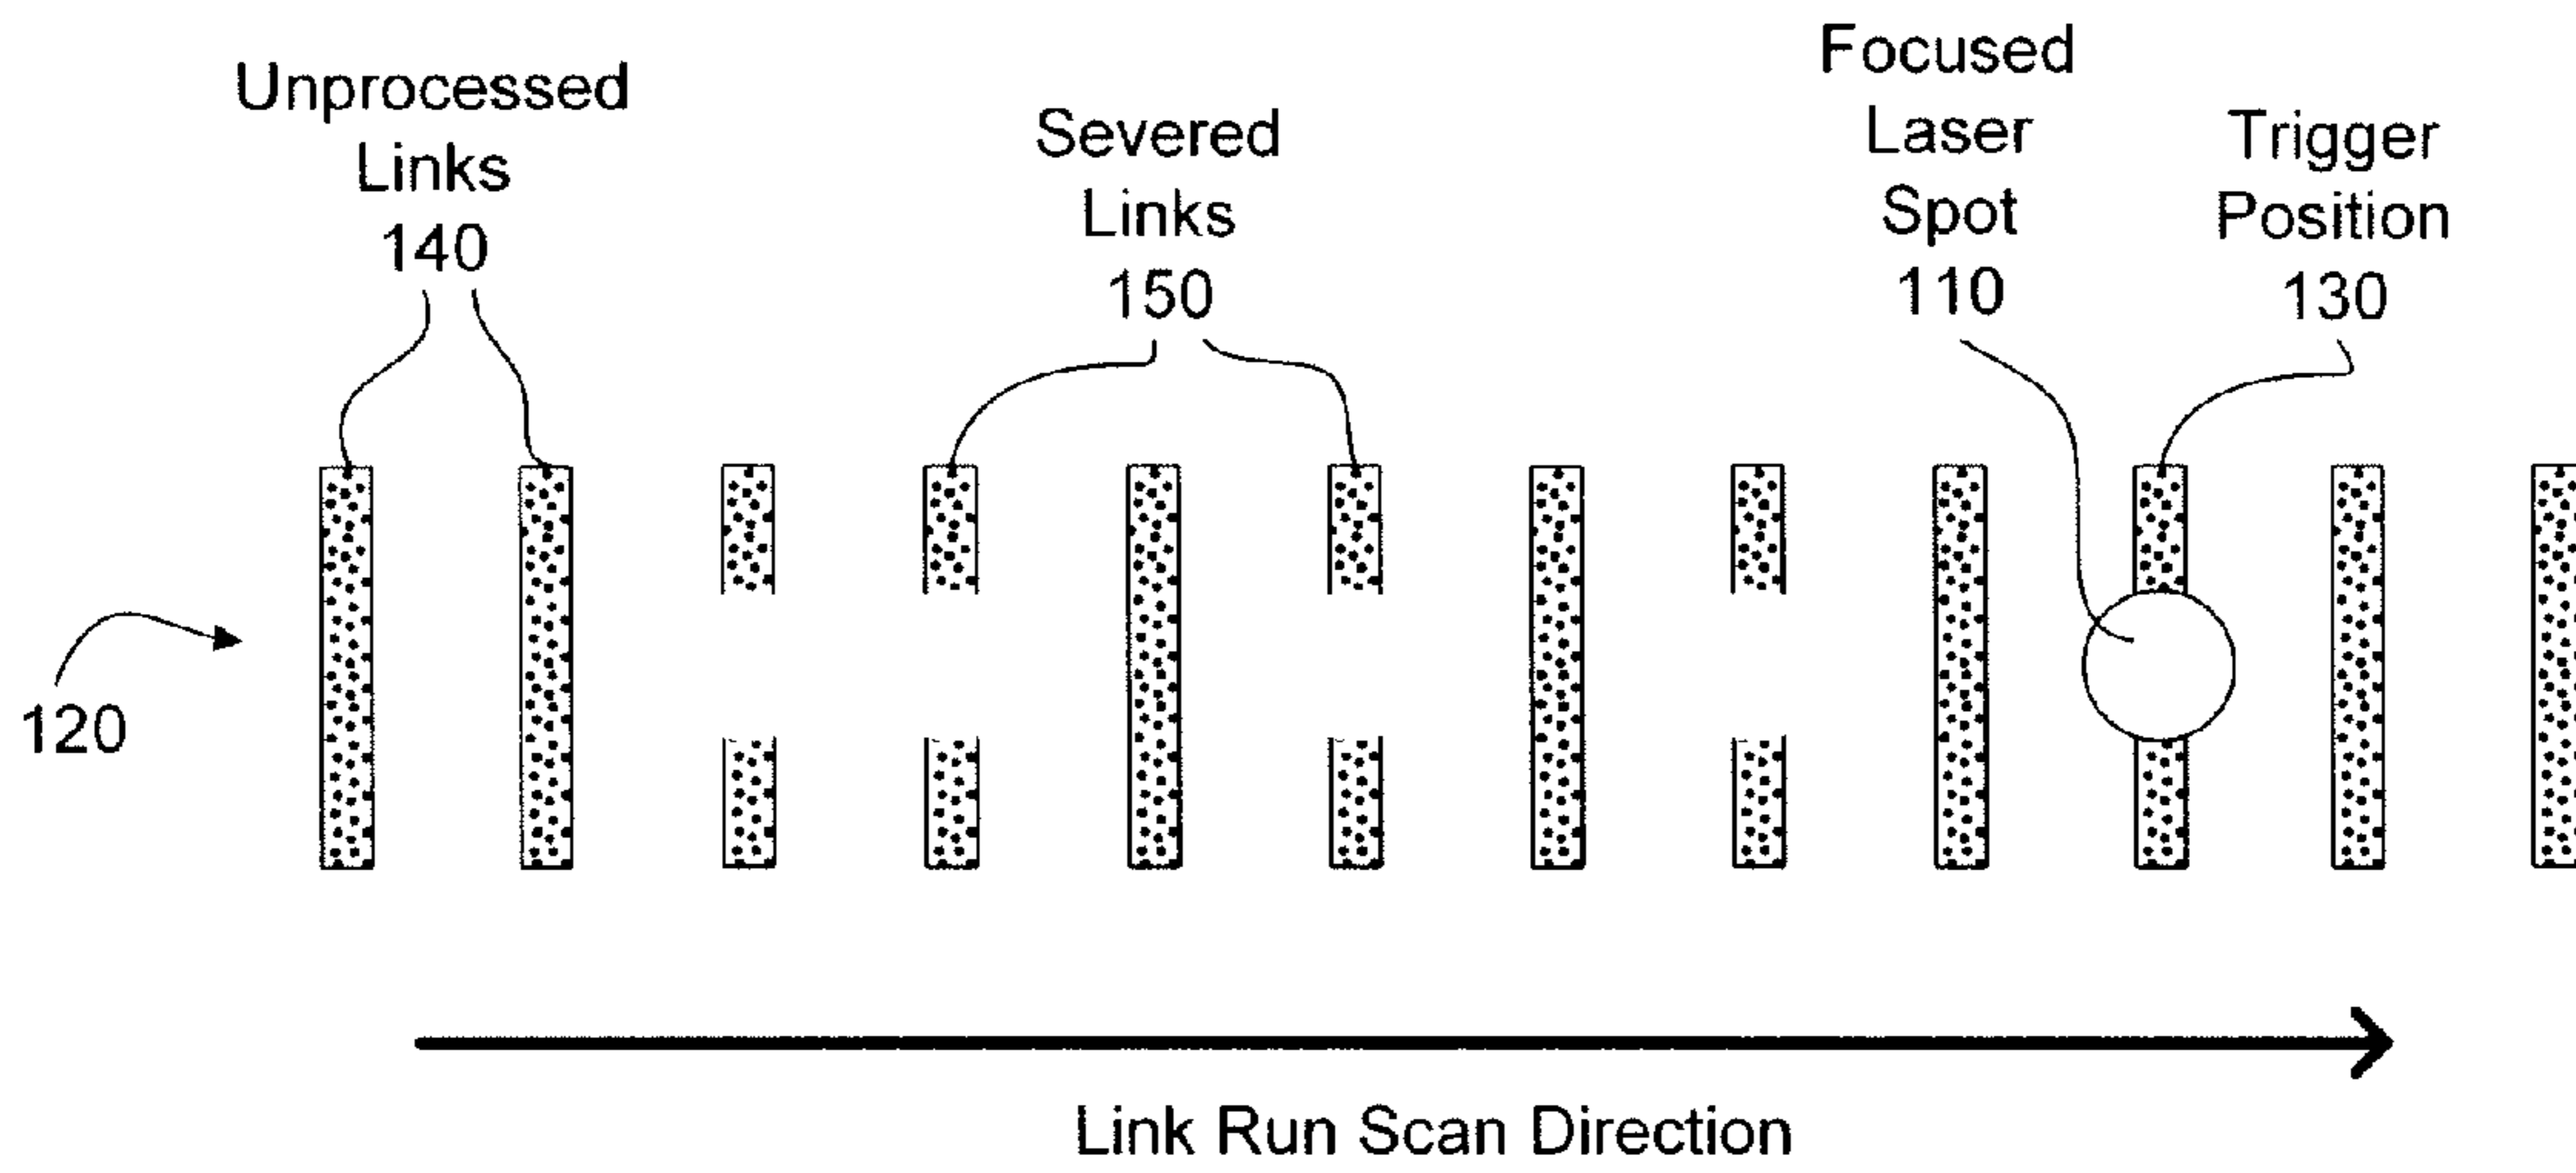 Unprocessed
Links
140
Severed
Links
150
Focused
Laser
Spot
110
Trigger
Position
130
120
Link Run Scan Direction